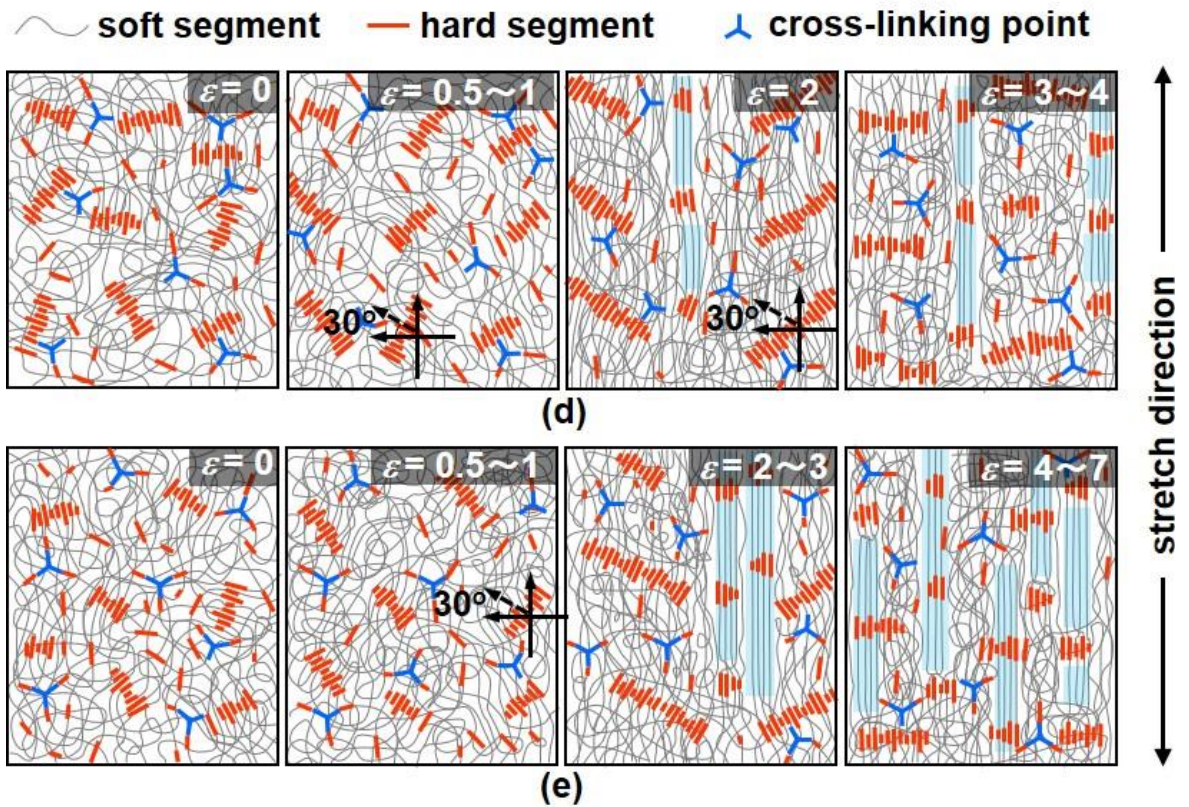 soft segment hard segment cross-linking point
ε = 0 ε = 0.5～1 ε = 2 ε = 3～4
30° 30°
(d)
ε = 0 ε = 0.5～1 ε = 2～3 ε = 4～7
30°
(e)
stretch direction